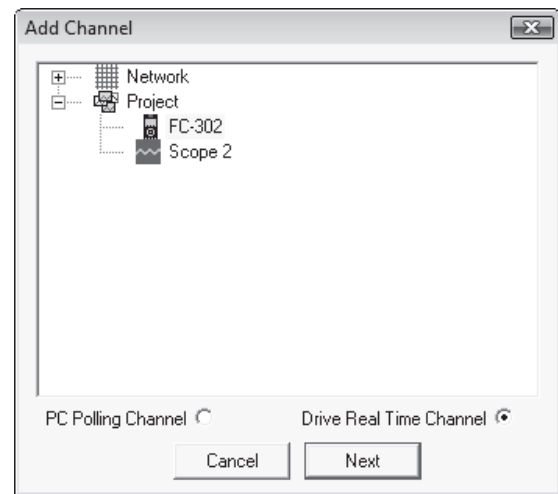 Add Channel
Network
Project
FC-302
Scope 2
PC Polling Channel Drive Real Time Channel
Cancel Next